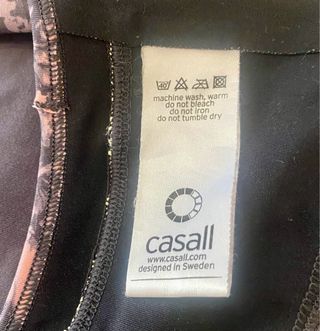 40
machine wash, warm
do not bleach
do not iron
do not tumble dry
casall
www.casall.com
designed in Sweden